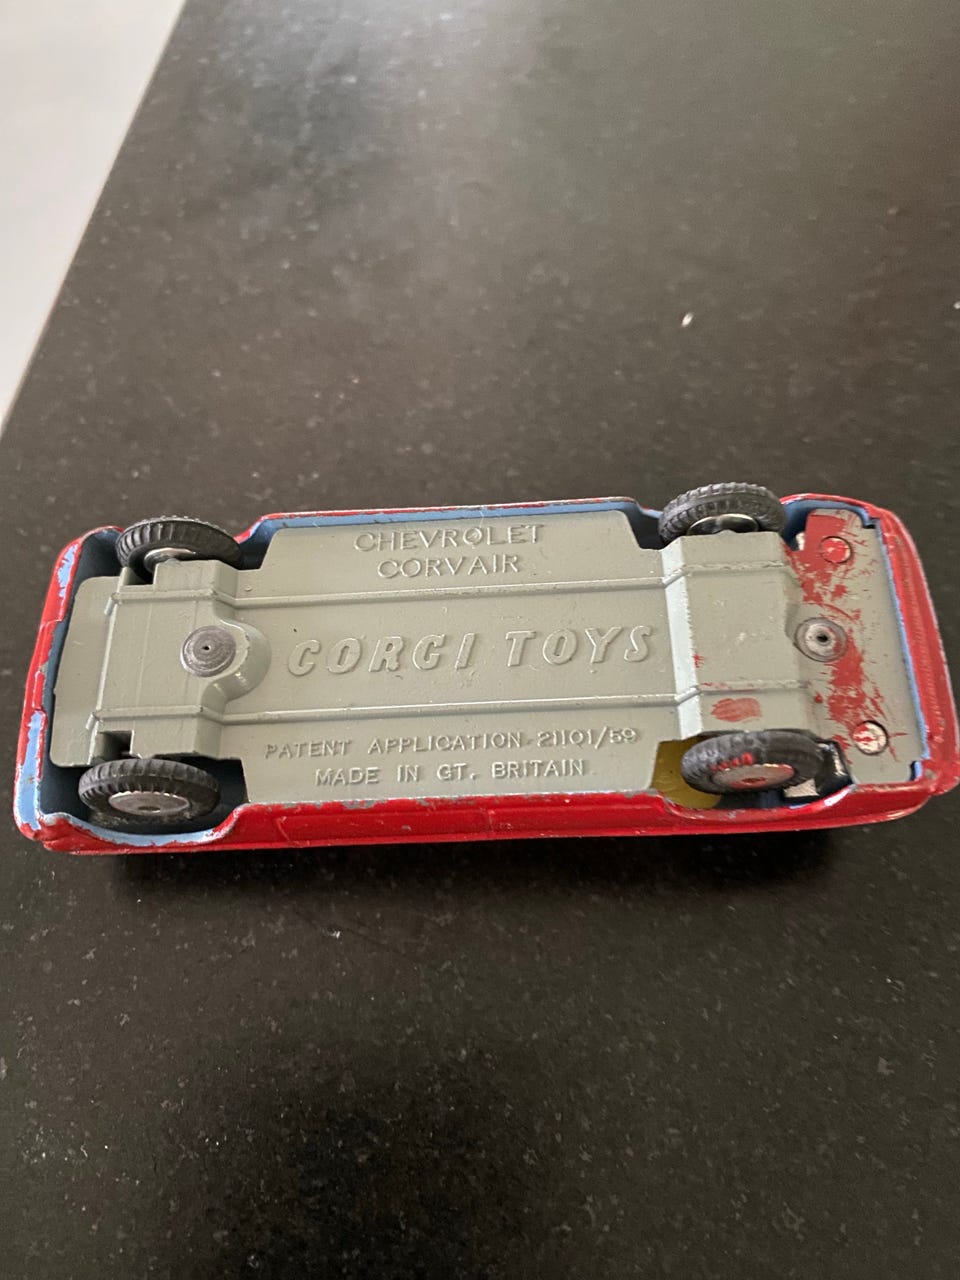 CHEVROLET
CORVAIR
CORGI TOYS
PATENT APPLICATION-21101/59
MADE IN GT. BRITAIN